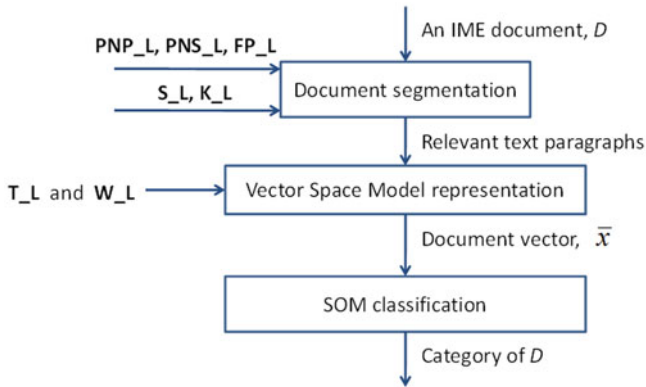 An IME document, D
PNP_L, PNS_L, FP_L
Document segmentation
S_L, K_L
Relevant text paragraphs
T_L and W_L
Vector Space Model representation
Document vector, x̅
SOM classification
Category of D